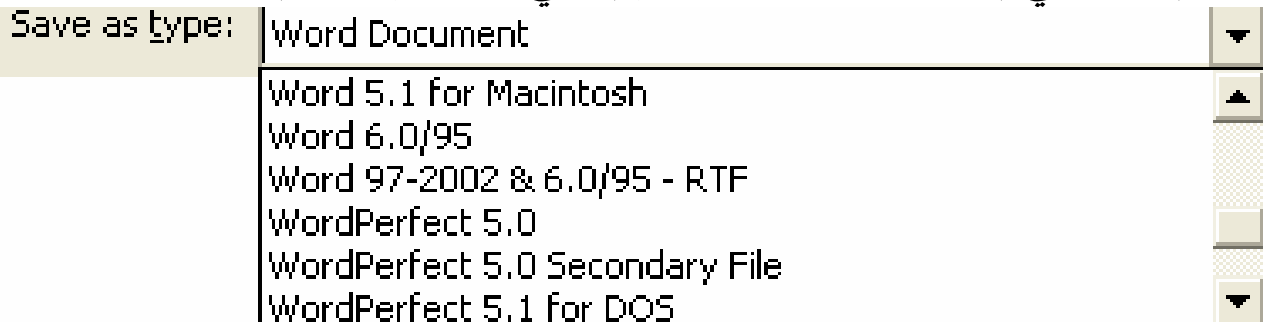 Save as type: Word Document
Word 5.1 for Macintosh
Word 6.0/95
Word 97-2002 & 6.0/95 - RTF
WordPerfect 5.0
WordPerfect 5.0 Secondary File
WordPerfect 5.1 for DOS